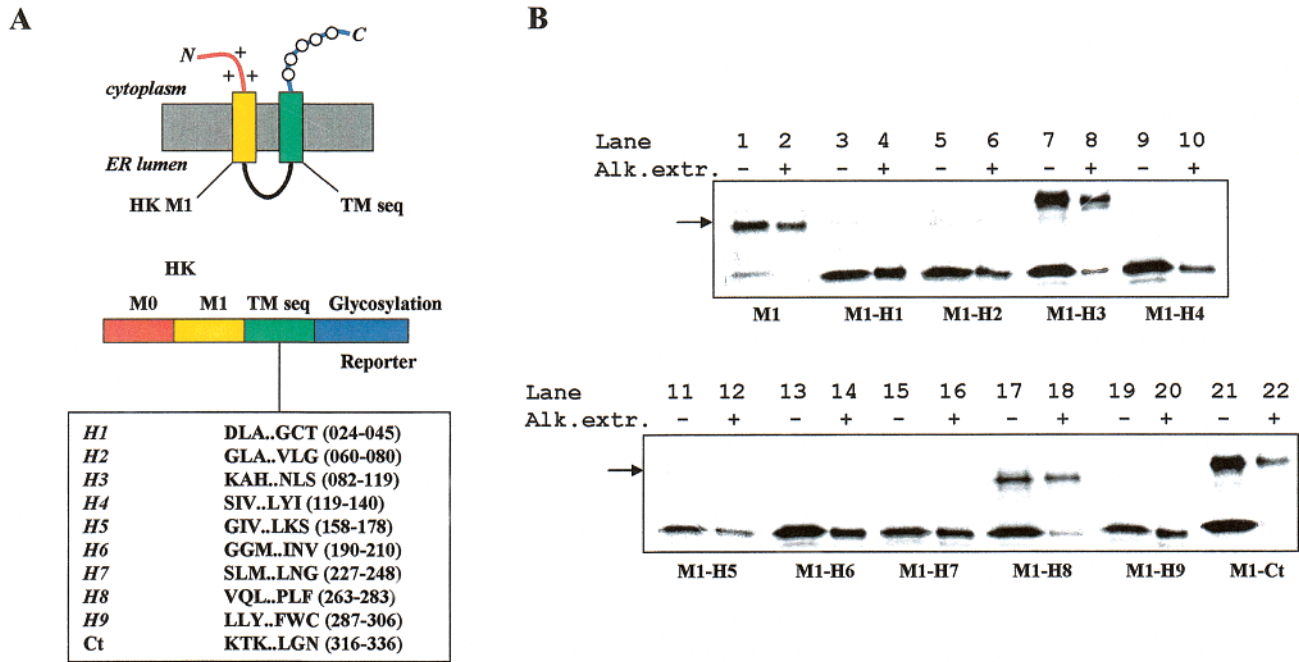 A
N
+
+ +
C
cytoplasm
ER lumen
HK M1
TM seq
HK
M0 M1 TM seq Glycosylation
Reporter
H1 DLA..GCT (024-045)
H2 GLA..VLG (060-080)
H3 KAH..NLS (082-119)
H4 SIV..LYI (119-140)
H5 GIV..LKS (158-178)
H6 GGM..INV (190-210)
H7 SLM..LNG (227-248)
H8 VQL..PLF (263-283)
H9 LLY..FWC (287-306)
Ct KTK..LGN (316-336)
B
Lane 1 2 3 4 5 6 7 8 9 10
Alk.extr. - + - + - + - + - +
M1 M1-H1 M1-H2 M1-H3 M1-H4
Lane 11 12 13 14 15 16 17 18 19 20 21 22
Alk.extr. - + - + - + - + - + - +
M1-H5 M1-H6 M1-H7 M1-H8 M1-H9 M1-Ct